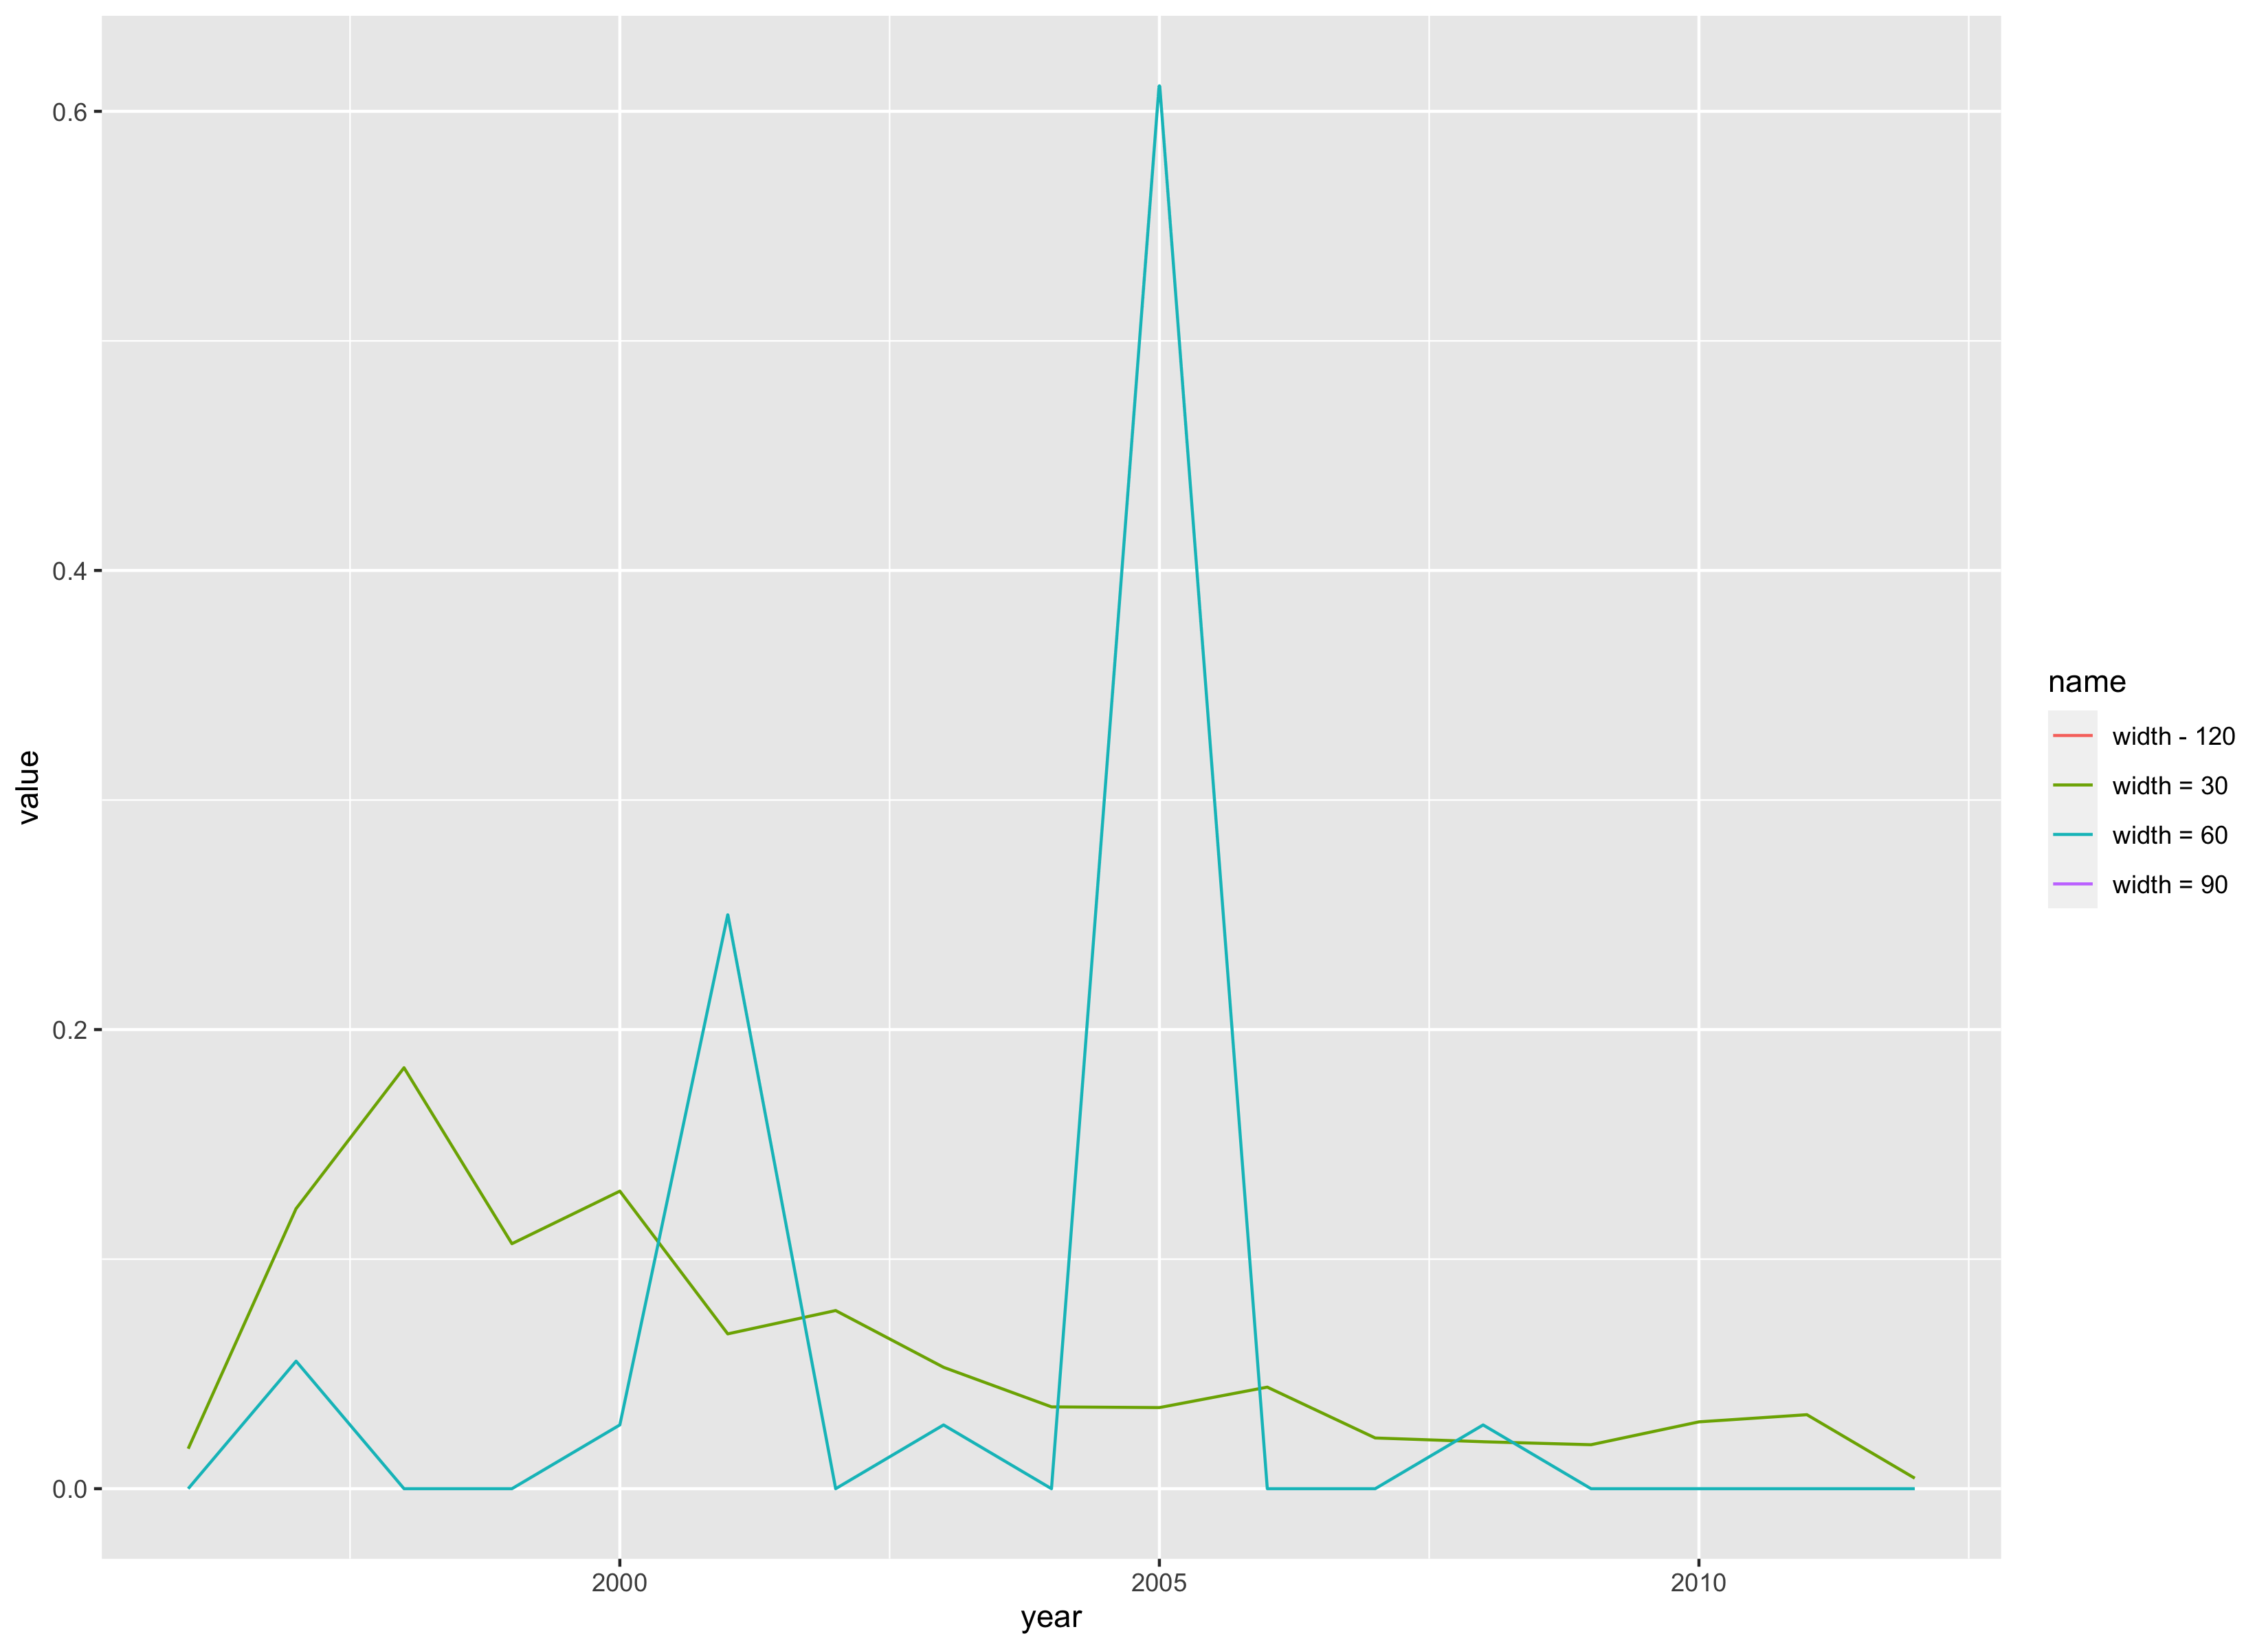 0.6
0.4
0.2
0.0
value
2000
2005
2010
year
name
width - 120
width = 30
width = 60
width = 90